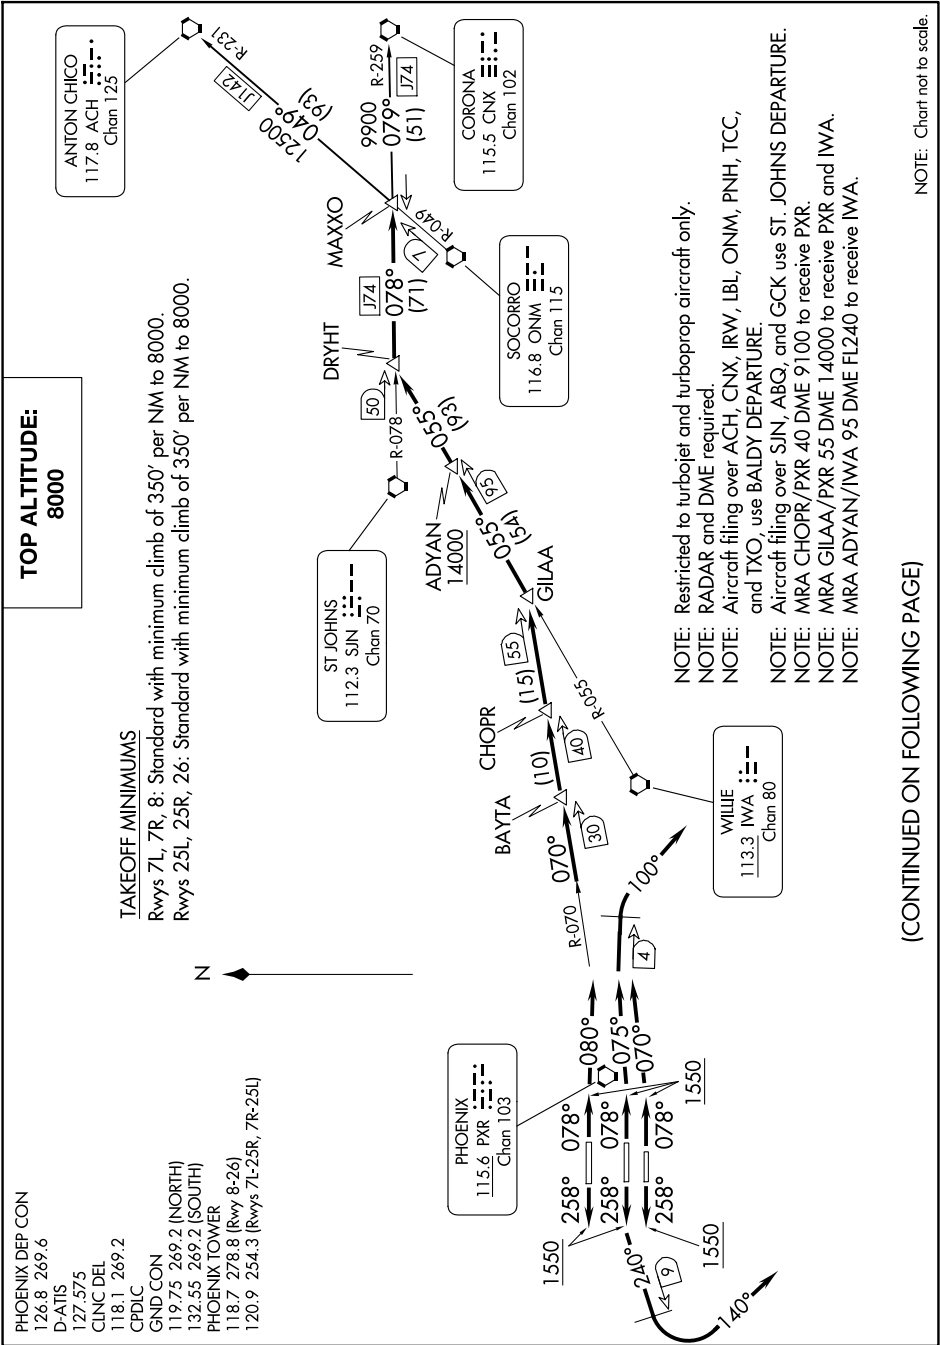 PHOENIX DEP CON
126.8 269.6
D-ATIS
127.575
CLNC DEL
118.1 269.2
CPDLC
GND CON
119.75 269.2 (NORTH)
132.55 269.2 (SOUTH)
PHOENIX TOWER
118.7 278.8 (Rwy 8-26)
120.9 254.3 (Rwys 7L-25R, 7R-25L)
TOP ALTITUDE:
8000
TAKEOFF MINIMUMS
Rwys 7L, 7R, 8: Standard with minimum climb of 350' per NM to 8000.
Rwys 25L, 25R, 26: Standard with minimum climb of 350' per NM to 8000.
N
ANTON CHICO
117.8 ACH
Chan 125
R-231
J142
12500
049°
(93)
CORONA
115.5 CNX
Chan 102
R-259
J74
9900
079°
(51)
MAXXO
R-049
7
SOCORRO
116.8 ONM
Chan 115
J74
078°
(71)
DRYHT
50
R-078
ST JOHNS
112.3 SJN
Chan 70
055°
(93)
ADYAN
14000
95
055°
(54)
GILAA
55
(15)
R-055
CHOPR
40
(10)
BAYTA
30
070°
R-070
WILLIE
113.3 IWA
Chan 80
100°
4
PHOENIX
115.6 PXR
Chan 103
080°
075°
070°
1550
078°
078°
078°
258°
258°
258°
1550
1550
240°
9
140°
NOTE: Restricted to turbojet and turboprop aircraft only.
NOTE: RADAR and DME required.
NOTE: Aircraft filing over ACH, CNX, IRW, LBL, ONM, PNH, TCC,
and TXO, use BALDY DEPARTURE.
NOTE: Aircraft filing over SJN, ABQ, and GCK use ST. JOHNS DEPARTURE.
NOTE: MRA CHOPR/PXR 40 DME 9100 to receive PXR.
NOTE: MRA GILAA/PXR 55 DME 14000 to receive PXR and IWA.
NOTE: MRA ADYAN/IWA 95 DME FL240 to receive IWA.
NOTE: Chart not to scale.
(CONTINUED ON FOLLOWING PAGE)